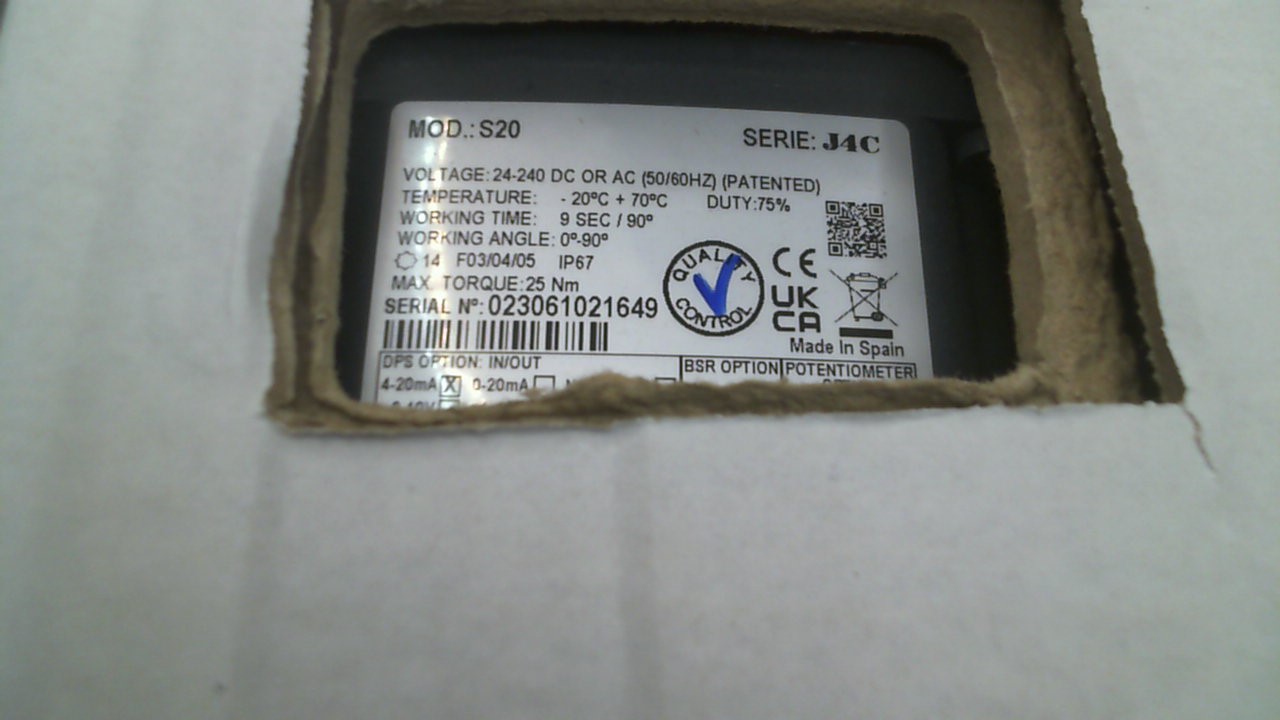 MOD.: S20
SERIE: J4C
VOLTAGE: 24-240 DC OR AC (50/60HZ) (PATENTED)
TEMPERATURE: - 20ºC + 70ºC DUTY:75%
WORKING TIME: 9 SEC / 90º
WORKING ANGLE: 0º-90º
14 F03/04/05 IP67
MAX. TORQUE: 25 Nm
SERIAL Nº: 023061021649
QUALITY CONTROL
CE
UK
CA
Made In Spain
DPS OPTION: IN/OUT
BSR OPTION
POTENTIOMETER
4-20mA X 0-20mA